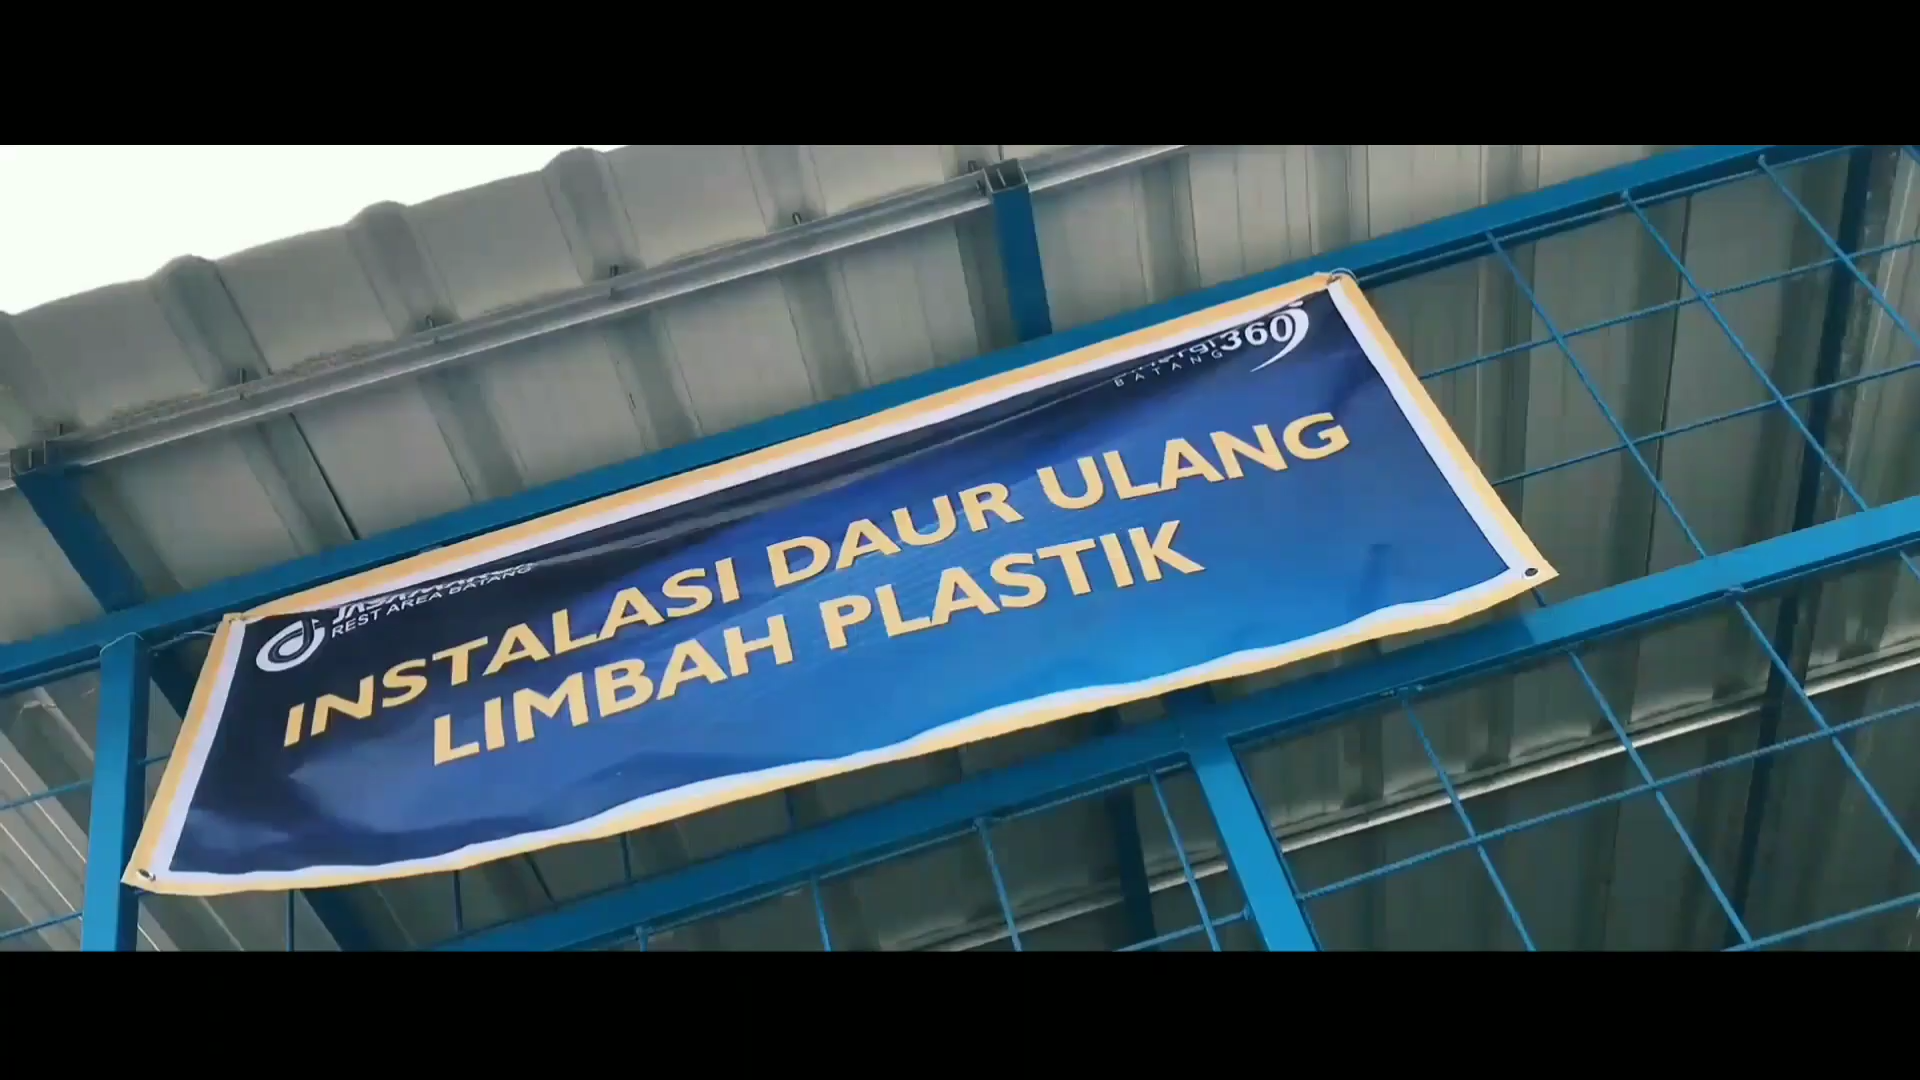 REST AREA BATANG
360
BATANG
INSTALASI DAUR ULANG
LIMBAH PLASTIK